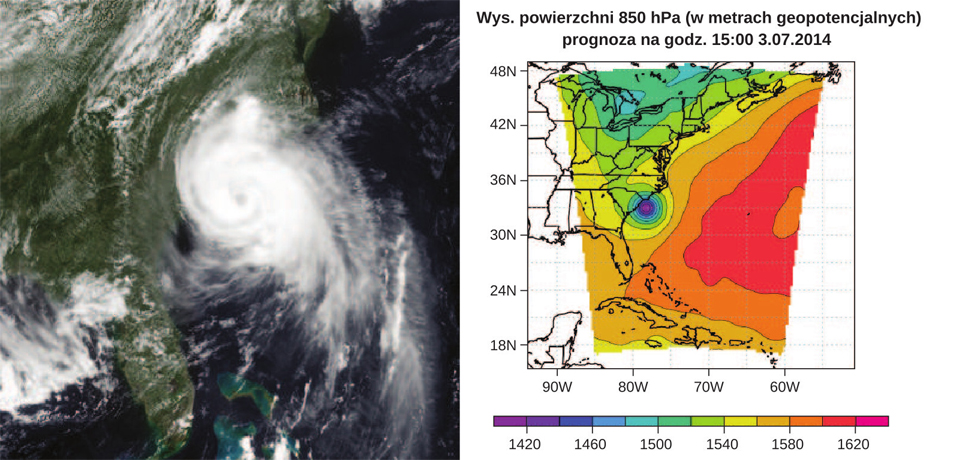 Wys. powierzchni 850 hPa (w metrach geopotencjalnych)
prognoza na godz. 15:00 3.07.2014
48N
42N
36N
30N
24N
18N
90W 80W 70W 60W
1420 1460 1500 1540 1580 1620